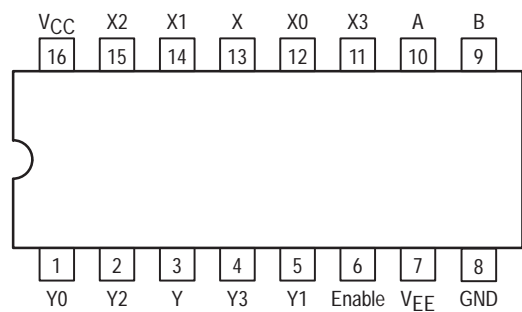 VCC X2 X1 X X0 X3 A B
16 15 14 13 12 11 10 9
1 2 3 4 5 6 7 8
Y0 Y2 Y Y3 Y1 Enable VEE GND